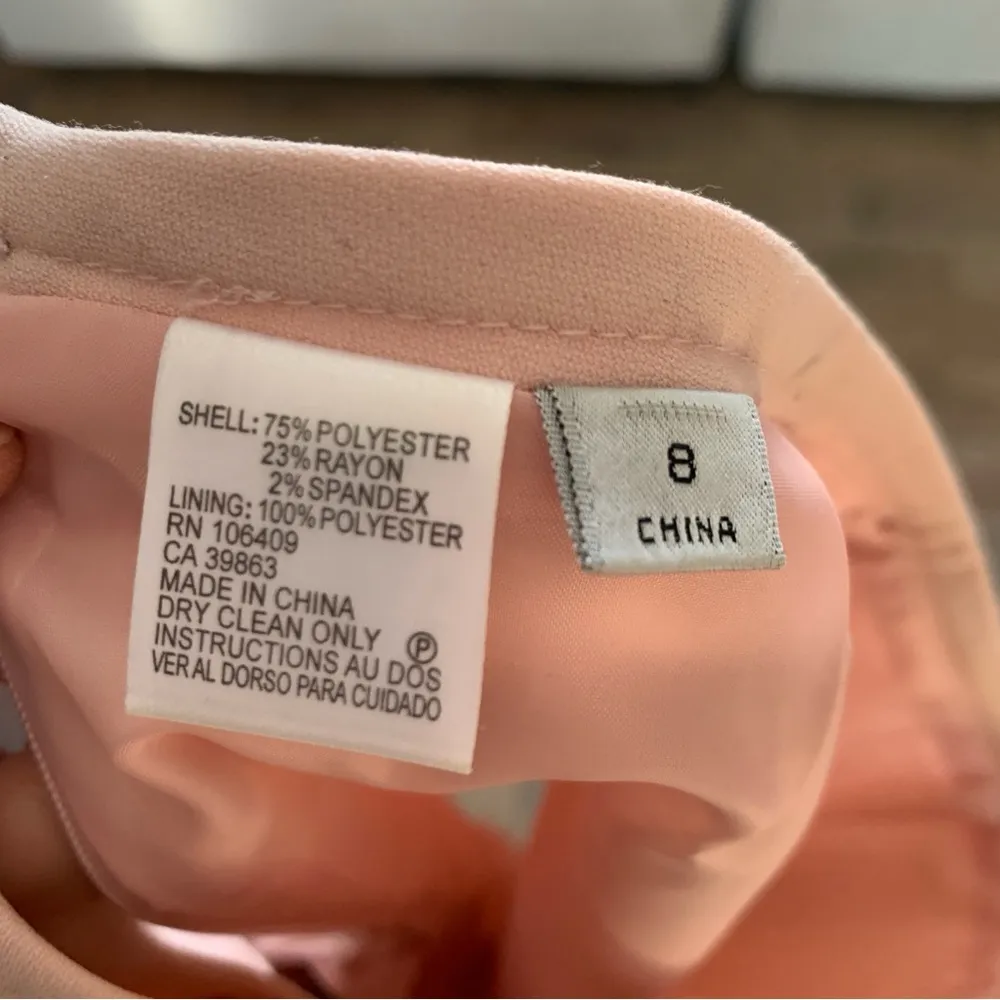 SHELL: 75% POLYESTER
23% RAYON
2% SPANDEX
LINING: 100% POLYESTER
RN 106409
CA 39863
MADE IN CHINA
DRY CLEAN ONLY Ⓟ
INSTRUCTIONS AU DOS
VER AL DORSO PARA CUIDADO
8
CHINA